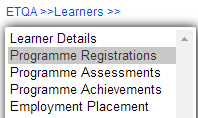 ETQA >>Learners >>
Learner Details
Programme Registrations
Programme Assessments
Programme Achievements
Employment Placement